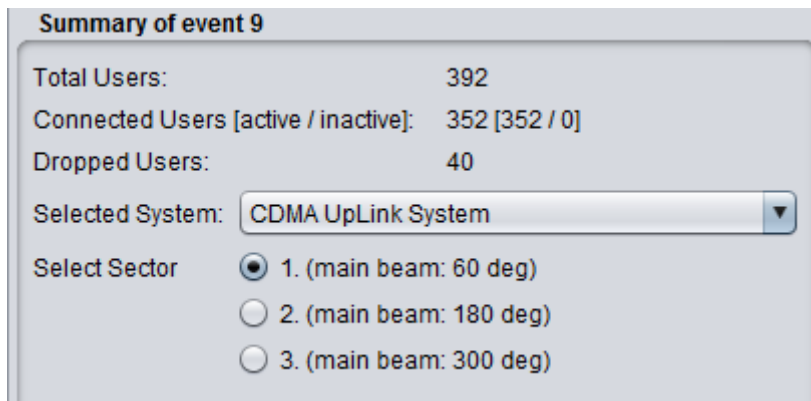 Summary of event 9
Total Users: 392
Connected Users [active / inactive]: 352 [352 / 0]
Dropped Users: 40
Selected System: CDMA UpLink System
Select Sector 1. (main beam: 60 deg)
2. (main beam: 180 deg)
3. (main beam: 300 deg)